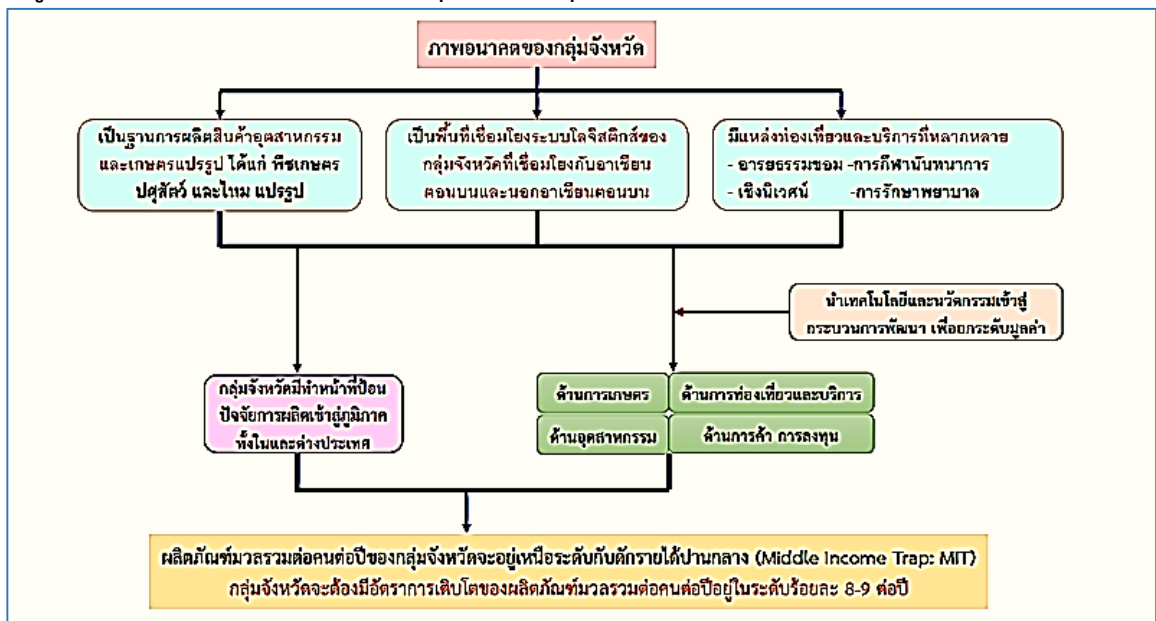 ภาพอนาคตของกลุ่มจังหวัด
เป็นฐานการผลิตสินค้าอุตสาหกรรม
และเกษตรแปรรูป ได้แก่ พืชเกษตร
ปศุสัตว์ และไหม แปรรูป
เป็นพื้นที่เชื่อมโยงระบบโลจิสติกส์ของ
กลุ่มจังหวัดที่เชื่อมโยงกับอาเซียน
ตอนบนและนอกอาเซียนตอนบน
มีแหล่งท่องเที่ยวและบริการที่หลากหลาย
- อารยธรรมขอม -การกีฬานันทนาการ
- เชิงนิเวศน์ -การรักษาพยาบาล
นำเทคโนโลยีและนวัตกรรมเข้าสู่
กระบวนการพัฒนา เพื่อยกระดับมูลค่า
กลุ่มจังหวัดมีทำหน้าที่ป้อน
ปัจจัยการผลิตเข้าสู่ภูมิภาค
ทั้งในและต่างประเทศ
ด้านการเกษตร
ด้านการท่องเที่ยวและบริการ
ด้านอุตสาหกรรม
ด้านการค้า การลงทุน
ผลิตภัณฑ์มวลรวมต่อคนต่อปีของกลุ่มจังหวัดจะอยู่เหนือระดับกับดักรายได้ปานกลาง (Middle Income Trap: MIT)
กลุ่มจังหวัดจะต้องมีอัตราการเติบโตของผลิตภัณฑ์มวลรวมต่อคนต่อปีอยู่ในระดับร้อยละ 8-9 ต่อปี